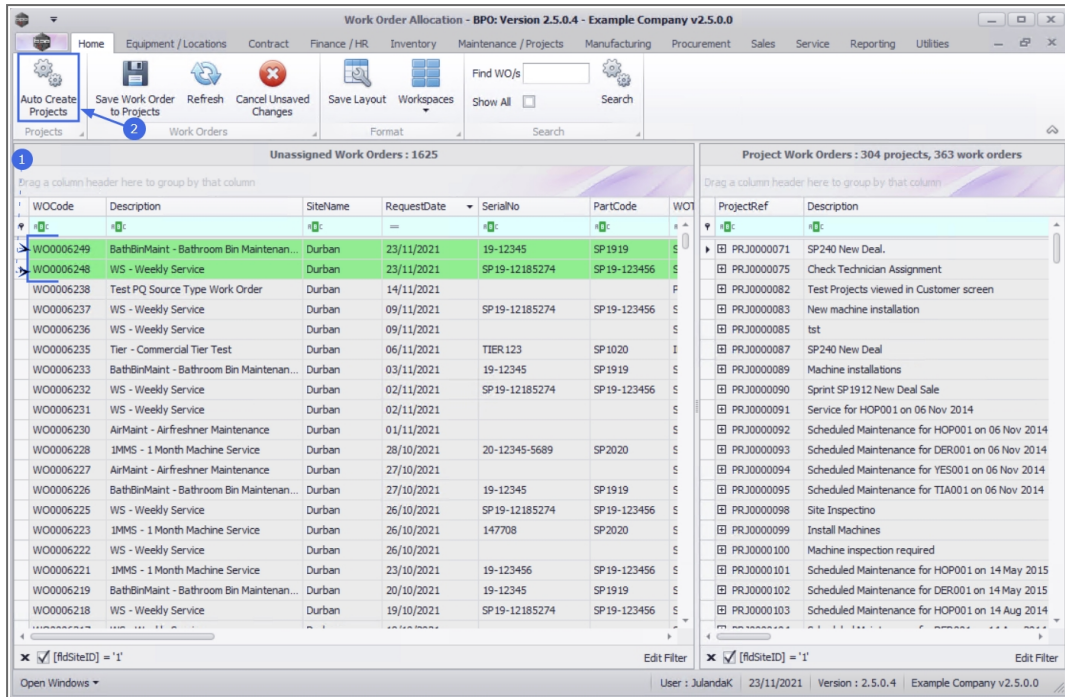 Work Order Allocation - BPO: Version 2.5.0.4 - Example Company v2.5.0.0
Home Equipment / Locations Contract Finance / HR Inventory Maintenance / Projects Manufacturing Procurement Sales Service Reporting Utilities
Auto Create Projects
Save Work Order to Projects
Refresh
Cancel Unsaved Changes
Save Layout
Workspaces
Find WO/s
Show All
Search
Projects Work Orders Format Search
2
1
Unassigned Work Orders : 1625
Drag a column header here to group by that column
WOCode Description SiteName RequestDate SerialNo PartCode WOT
=
WO0006249 BathBinMaint - Bathroom Bin Maintenan... Durban 23/11/2021 19-12345 SP1919 S
WO0006248 WS - Weekly Service Durban 23/11/2021 SP19-12185274 SP19-123456 S
WO0006238 Test PQ Source Type Work Order Durban 14/11/2021 P
WO0006237 WS - Weekly Service Durban 09/11/2021 SP19-12185274 SP19-123456 S
WO0006236 WS - Weekly Service Durban 09/11/2021 S
WO0006235 Tier - Commercial Tier Test Durban 06/11/2021 TIER123 SP1020 I
WO0006233 BathBinMaint - Bathroom Bin Maintenan... Durban 03/11/2021 19-12345 SP1919 S
WO0006232 WS - Weekly Service Durban 02/11/2021 SP19-12185274 SP19-123456 S
WO0006231 WS - Weekly Service Durban 02/11/2021 S
WO0006230 AirMaint - Airfreshner Maintenance Durban 01/11/2021 S
WO0006228 1MMS - 1 Month Machine Service Durban 28/10/2021 20-12345-5689 SP2020 S
WO0006227 AirMaint - Airfreshner Maintenance Durban 27/10/2021 S
WO0006226 BathBinMaint - Bathroom Bin Maintenan... Durban 27/10/2021 19-12345 SP1919 S
WO0006225 WS - Weekly Service Durban 26/10/2021 SP19-12185274 SP19-123456 S
WO0006223 1MMS - 1 Month Machine Service Durban 26/10/2021 147708 SP2020 S
WO0006222 WS - Weekly Service Durban 26/10/2021 S
WO0006221 1MMS - 1 Month Machine Service Durban 23/10/2021 19-123456 SP19-123456 S
WO0006219 BathBinMaint - Bathroom Bin Maintenan... Durban 20/10/2021 19-12345 SP1919 S
WO0006218 WS - Weekly Service Durban 19/10/2021 SP19-12185274 SP19-123456 S
[fldSiteID] = '1' Edit Filter
Project Work Orders : 304 projects, 363 work orders
Drag a column header here to group by that column
ProjectRef Description
PRJ0000071 SP240 New Deal.
PRJ0000075 Check Technician Assignment
PRJ0000082 Test Projects viewed in Customer screen
PRJ0000083 New machine installation
PRJ0000085 tst
PRJ0000087 SP240 New Deal
PRJ0000089 Machine installations
PRJ0000090 Sprint SP1912 New Deal Sale
PRJ0000091 Service for HOP001 on 06 Nov 2014
PRJ0000092 Scheduled Maintenance for HOP001 on 06 Nov 2014
PRJ0000093 Scheduled Maintenance for DER001 on 06 Nov 2014
PRJ0000094 Scheduled Maintenance for YES001 on 06 Nov 2014
PRJ0000095 Scheduled Maintenance for TIA001 on 06 Nov 2014
PRJ0000098 Site Inspectino
PRJ0000099 Install Machines
PRJ0000100 Machine inspection required
PRJ0000101 Scheduled Maintenance for HOP001 on 14 May 2015
PRJ0000102 Scheduled Maintenance for DER001 on 14 May 2015
PRJ0000103 Scheduled Maintenance for HOP001 on 14 Aug 2014
[fldSiteID] = '1' Edit Filter
Open Windows User : JulandaK 23/11/2021 Version : 2.5.0.4 Example Company v2.5.0.0